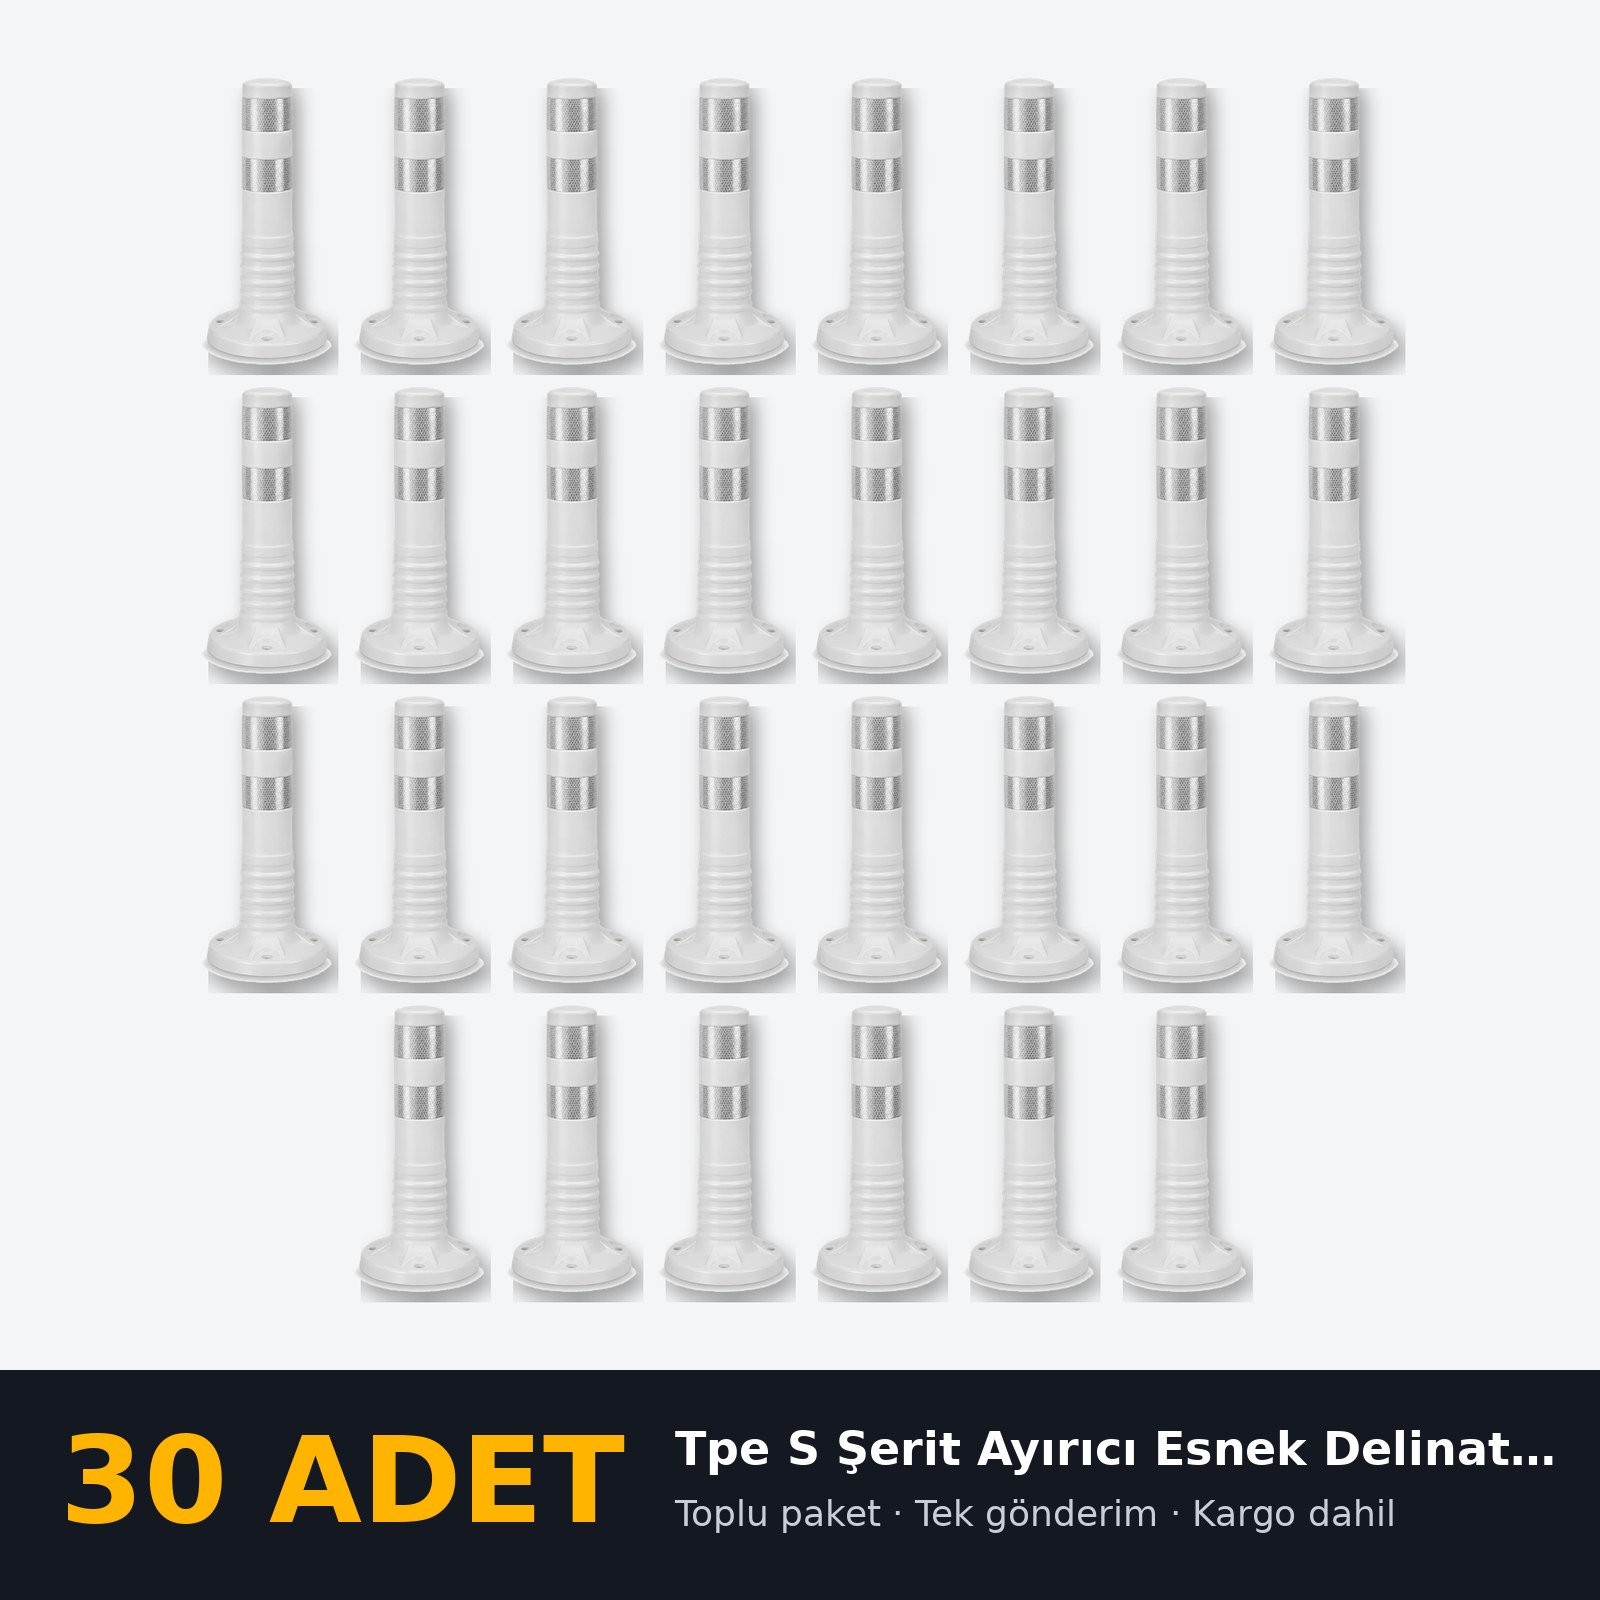 30 ADET
Tpe S Şerit Ayırıcı Esnek Delinat…
Toplu paket · Tek gönderim · Kargo dahil